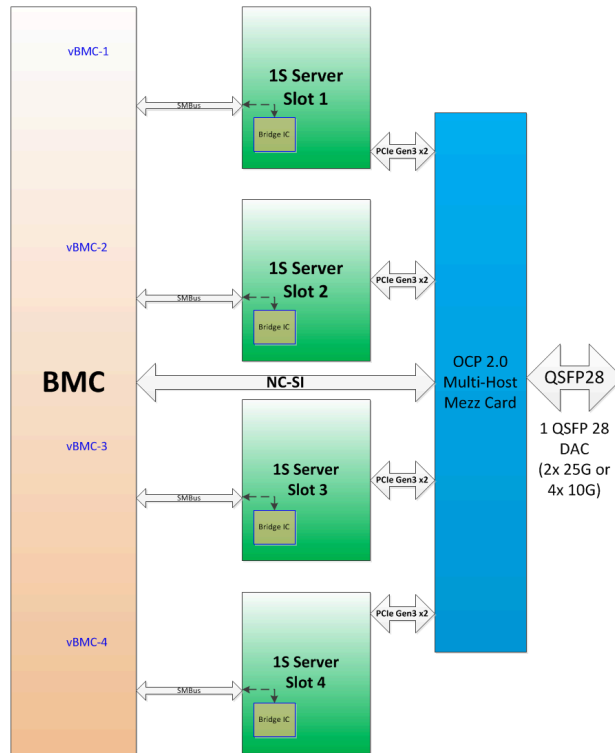 vBMC-1
SMBus
1S Server
Slot 1
Bridge IC
PCIe Gen3 x2
vBMC-2
SMBus
1S Server
Slot 2
Bridge IC
PCIe Gen3 x2
BMC
NC-SI
OCP 2.0
Multi-Host
Mezz Card
QSFP28
1 QSFP 28
DAC
(2x 25G or
4x 10G)
vBMC-3
SMBus
1S Server
Slot 3
Bridge IC
PCIe Gen3 x2
vBMC-4
SMBus
1S Server
Slot 4
Bridge IC
PCIe Gen3 x2